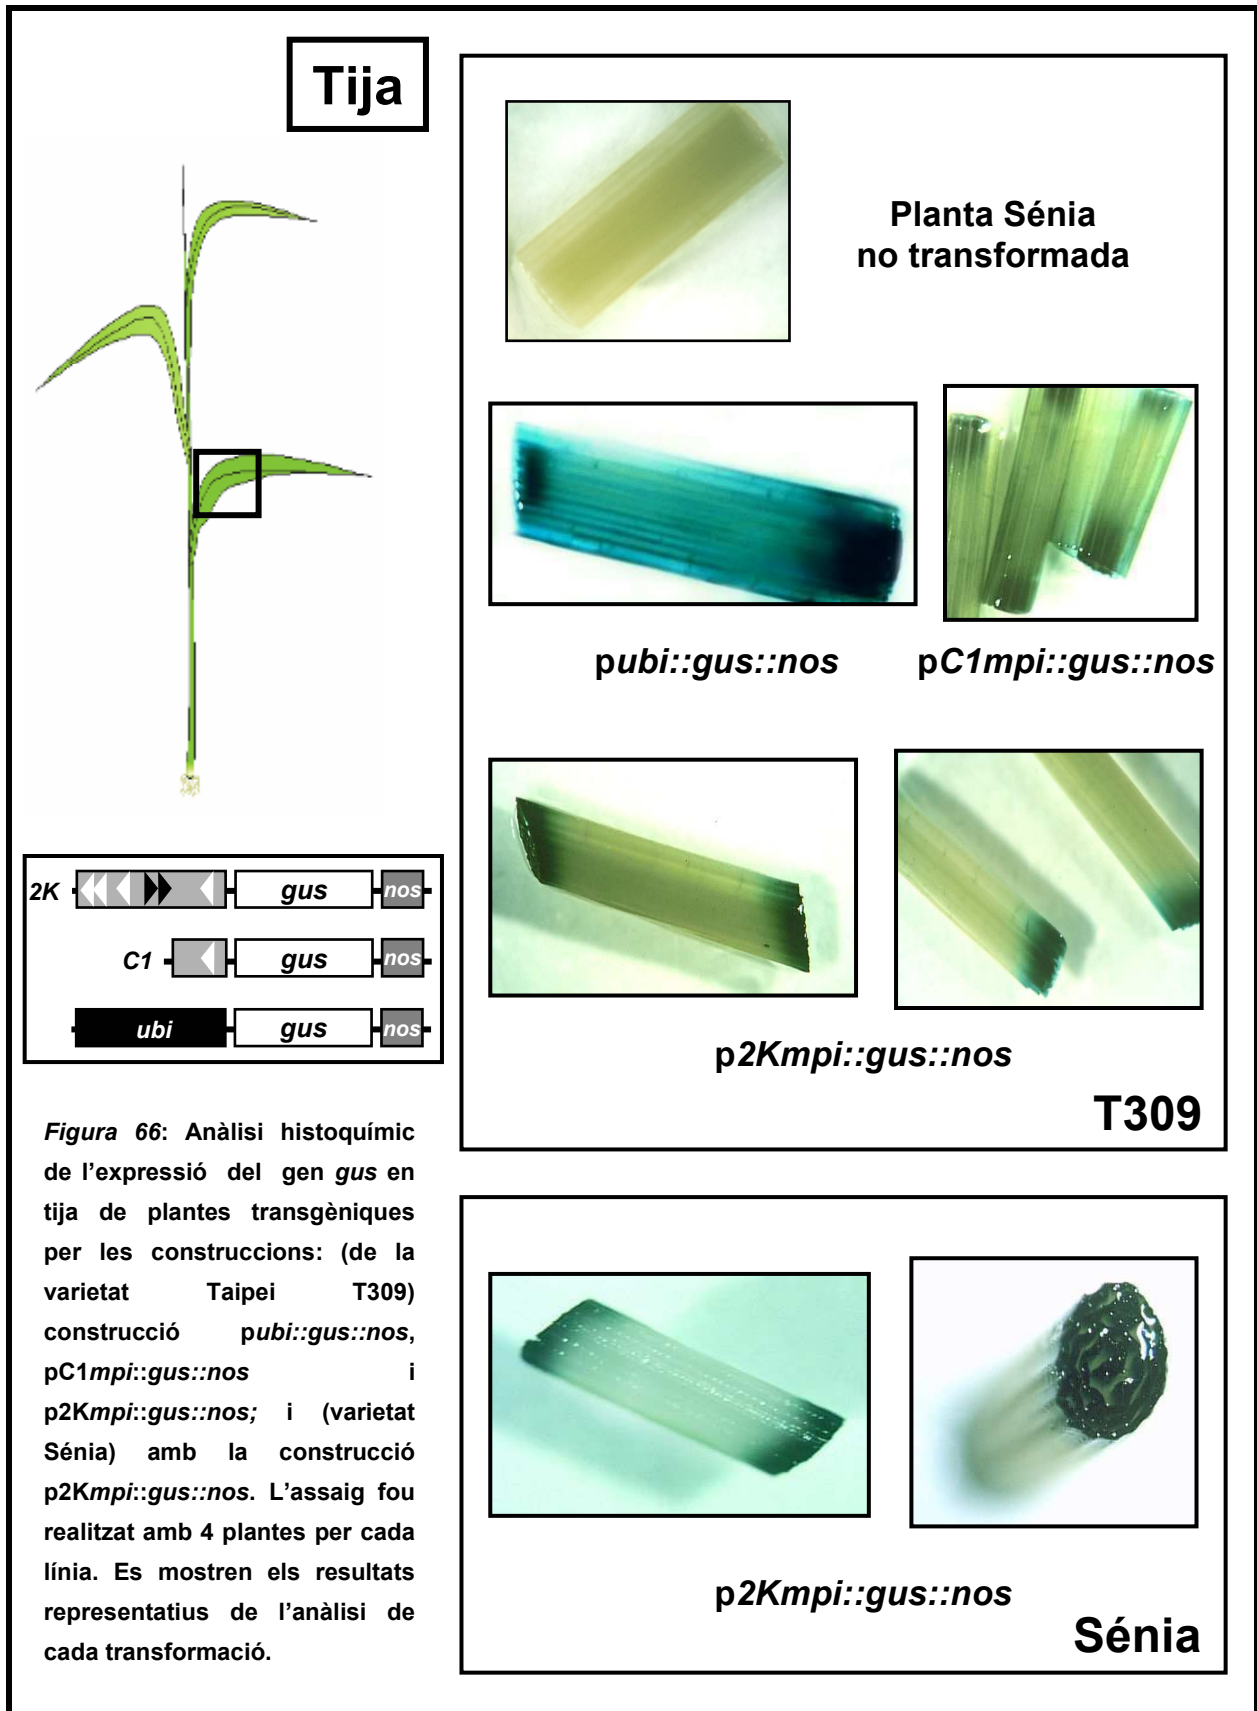 Tija
Planta Sénia
no transformada
pubi::gus::nos
pC1mpi::gus::nos
p2Kmpi::gus::nos
T309
2K gus nos
C1 gus nos
ubi gus nos
Figura 66: Anàlisi histoquímic
de l’expressió del gen gus en
tija de plantes transgèniques
per les construccions: (de la
varietat Taipei T309)
construcció pubi::gus::nos,
pC1mpi::gus::nos i
p2Kmpi::gus::nos; i (varietat
Sénia) amb la construcció
p2Kmpi::gus::nos. L’assaig fou
realitzat amb 4 plantes per cada
línia. Es mostren els resultats
representatius de l’anàlisi de
cada transformació.
p2Kmpi::gus::nos
Sénia